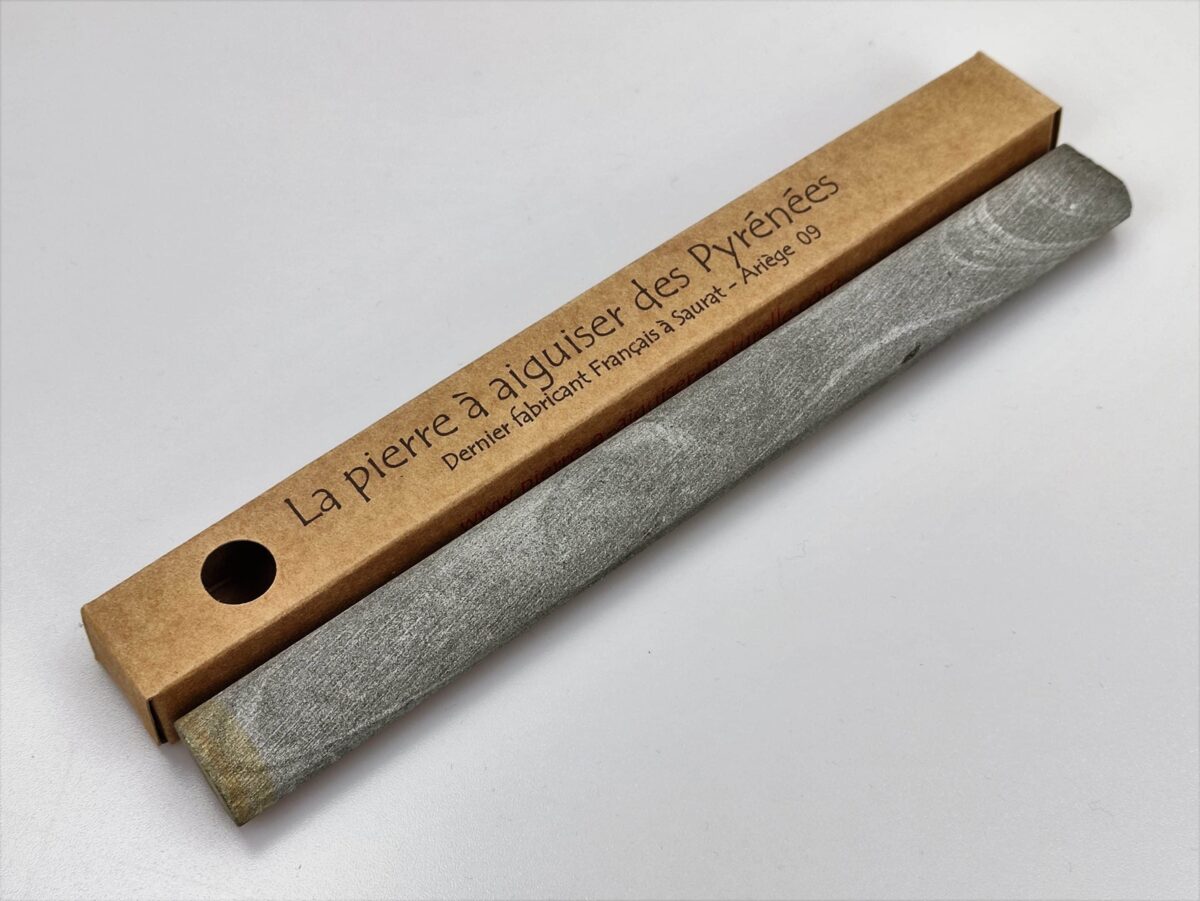 La pierre à aiguiser des Pyrénées
Dernier fabricant Français à Saurat - Ariège 09